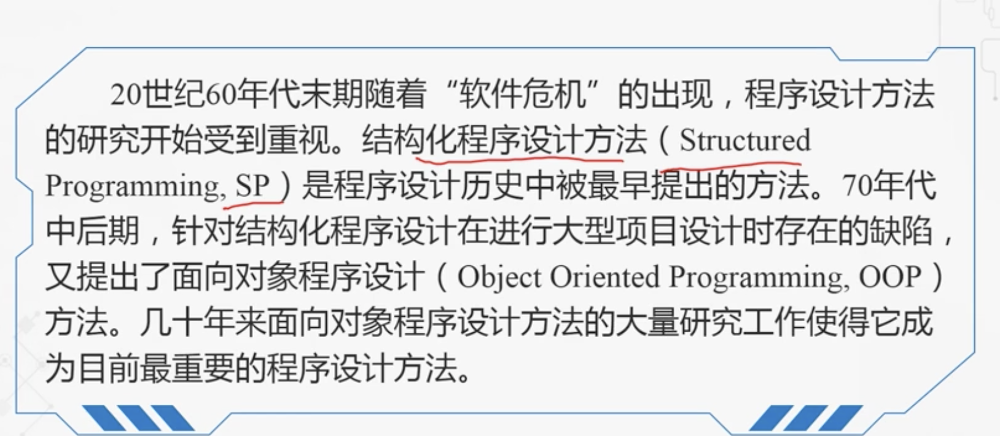 20世纪60年代末期随着“软件危机”的出现，程序设计方法
的研究开始受到重视。结构化程序设计方法（Structured
Programming, SP）是程序设计历史中被最早提出的方法。70年代
中后期，针对结构化程序设计在进行大型项目设计时存在的缺陷，
又提出了面向对象程序设计（Object Oriented Programming, OOP）
方法。几十年来面向对象程序设计方法的大量研究工作使得它成
为目前最重要的程序设计方法。